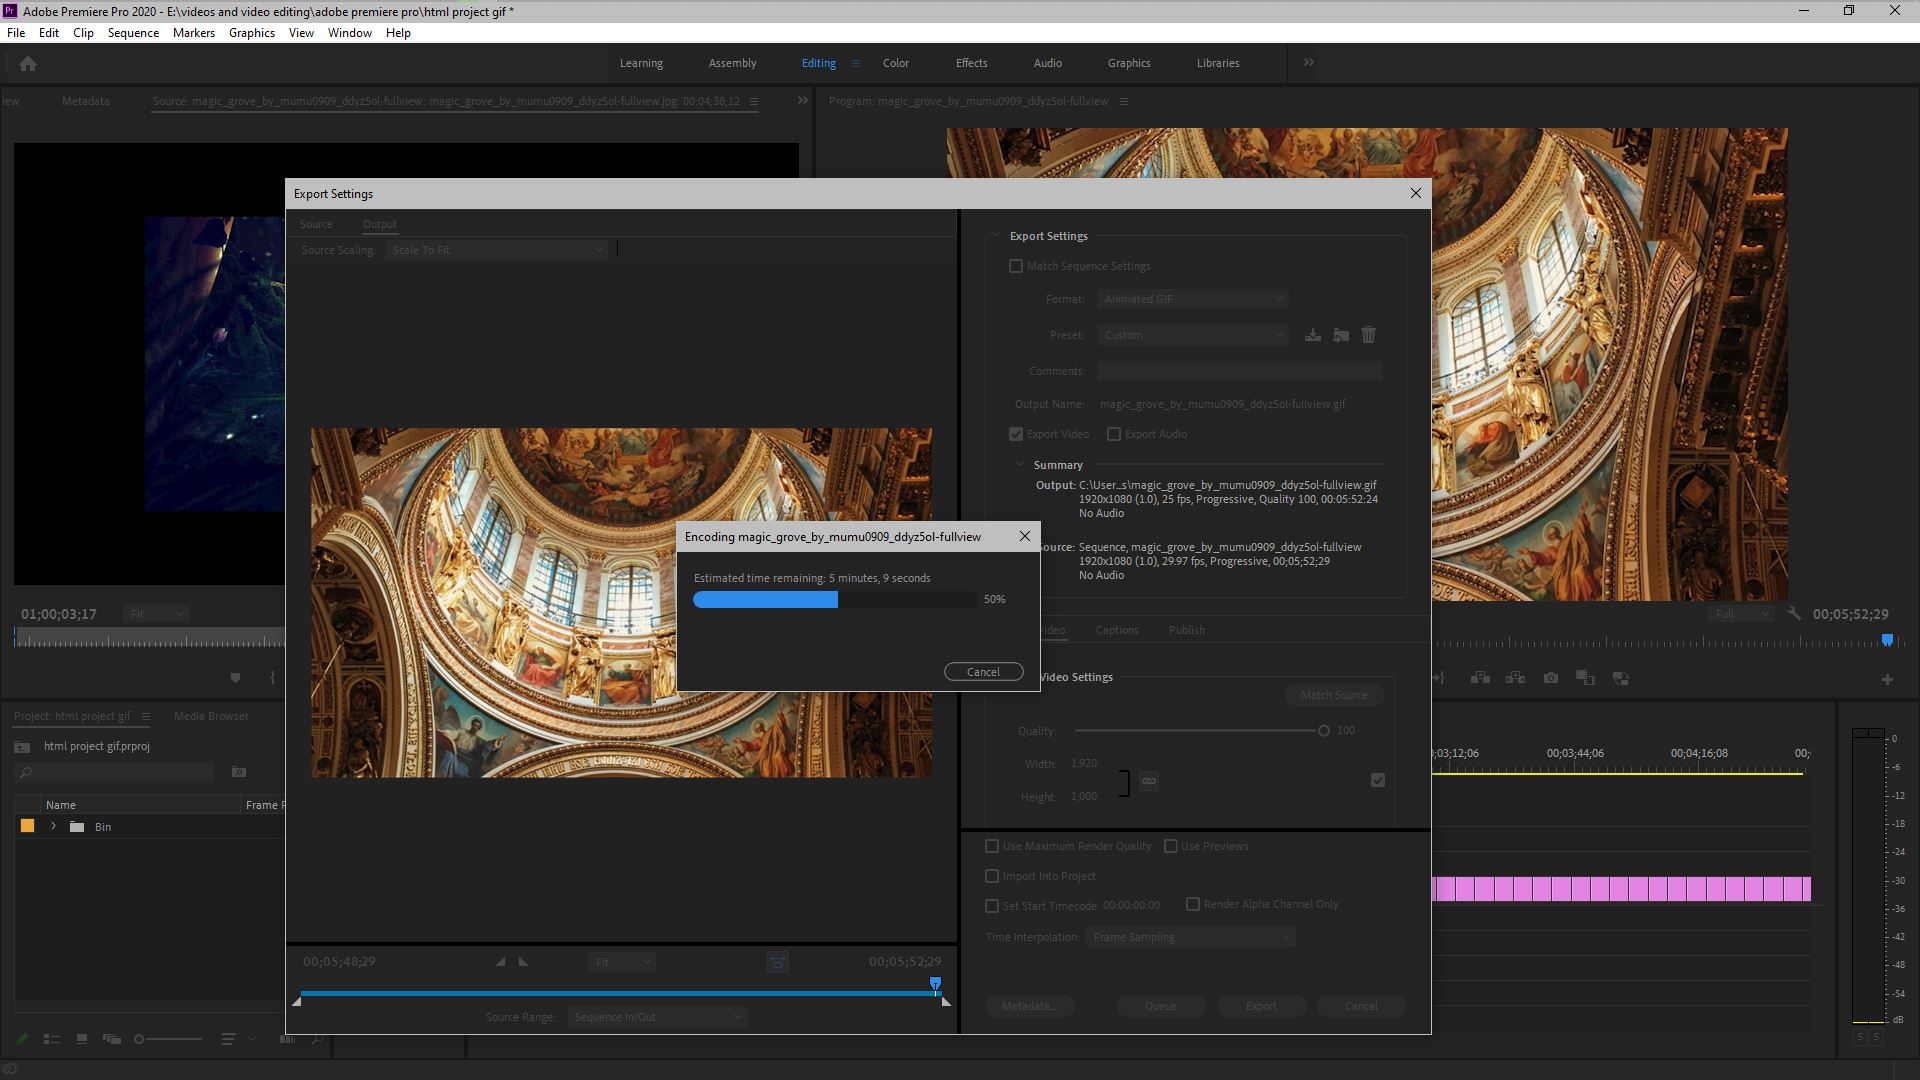 Adobe Premiere Pro 2020 - E:\videos and video editing\adobe premiere pro\html project gif *
File Edit Clip Sequence Markers Graphics View Window Help
Learning Assembly Editing Color Effects Audio Graphics Libraries
iew Metadata Source: magic_grove_by_mumu0909_ddyz5ol-fullview: magic_grove_by_mumu0909_ddyz5ol-fullview.jpg: 00;04;38;12
Program: magic_grove_by_mumu0909_ddyz5ol-fullview
Export Settings
Source Output
Source Scaling: Scale To Fit
Export Settings
Match Sequence Settings
Format: Animated GIF
Preset: Custom
Comments:
Output Name: magic_grove_by_mumu0909_ddyz5ol-fullview.gif
Export Video Export Audio
Summary
Output: C:\User...s\magic_grove_by_mumu0909_ddyz5ol-fullview.gif
1920x1080 (1.0), 25 fps, Progressive, Quality 100, 00:05:52:24
No Audio
ource: Sequence, magic_grove_by_mumu0909_ddyz5ol-fullview
1920x1080 (1.0), 29.97 fps, Progressive, 00;05;52;29
No Audio
Encoding magic_grove_by_mumu0909_ddyz5ol-fullview
Estimated time remaining: 5 minutes, 9 seconds
50%
Cancel
01;00;03;17 Fit
Full 00;05;52;29
Video Captions Publish
Video Settings
Match Source
Quality: 100
Width: 1,920
Height: 1,080
Use Maximum Render Quality Use Previews
Import Into Project
Set Start Timecode 00:00:00:00 Render Alpha Channel Only
Time Interpolation: Frame Sampling
Metadata... Queue Export Cancel
00;05;48;29 Fit 00;05;52;29
Source Range: Sequence In/Out
Project: html project gif Media Browser
html project gif.prproj
Name Frame R
Bin
;03;12;06 00;03;44;06 00;04;16;08 00;
0
-6
-12
-18
-24
-30
-36
-42
-48
-54
dB
S S